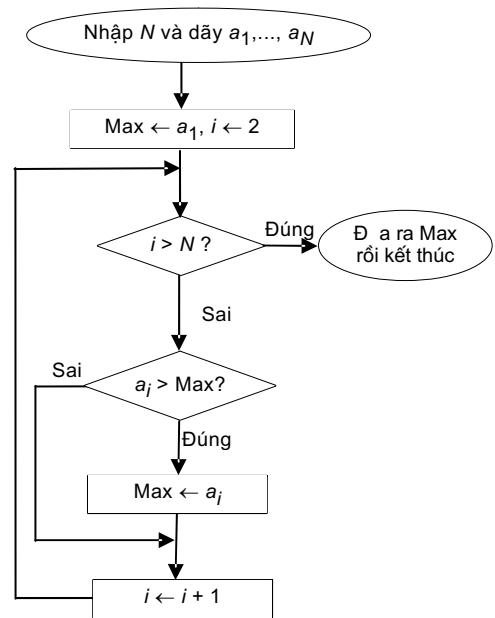 Nhập N và dãy a1,..., aN
Max ← a1, i ← 2
i > N ?
Đúng
Đ a ra Max
rồi kết thúc
Sai
Sai
ai > Max?
Đúng
Max ← ai
i ← i + 1